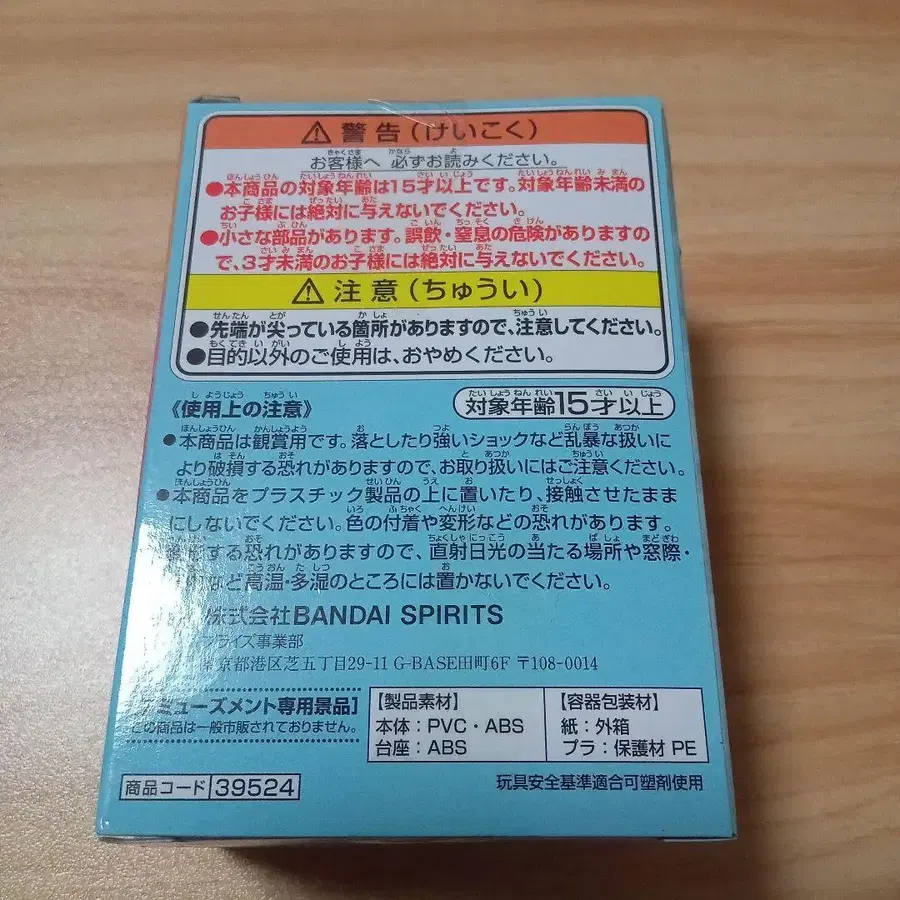 ⚠ 警告(けいこく)
お客様へ 必ずお読みください。
●本商品の対象年齢は15才以上です。対象年齢未満の
お子様には絶対に与えないでください。
●小さな部品があります。誤飲・窒息の危険がありますの
で、3才未満のお子様には絶対に与えないでください。
⚠ 注意(ちゅうい)
●先端が尖っている箇所がありますので、注意してください。
●目的以外のご使用は、おやめください。
《使用上の注意》
対象年齢15才以上
●本商品は観賞用です。落としたり強いショックなど乱暴な扱いに
より破損する恐れがありますので、お取り扱いにはご注意ください。
●本商品をプラスチック製品の上に置いたり、接触させたまま
にしないでください。色の付着や変形などの恐れがあります。
する恐れがありますので、直射日光の当たる場所や窓際・
など高温・多湿のところには置かないでください。
株式会社BANDAI SPIRITS
プライズ事業部
東京都港区芝五丁目29-11 G-BASE田町6F 〒108-0014
ミューズメント専用景品]
この商品は一般市販されておりません。
【製品素材】
本体:PVC・ABS
台座:ABS
【容器包装材】
紙:外箱
プラ:保護材 PE
商品コード 39524
玩具安全基準適合可塑剤使用